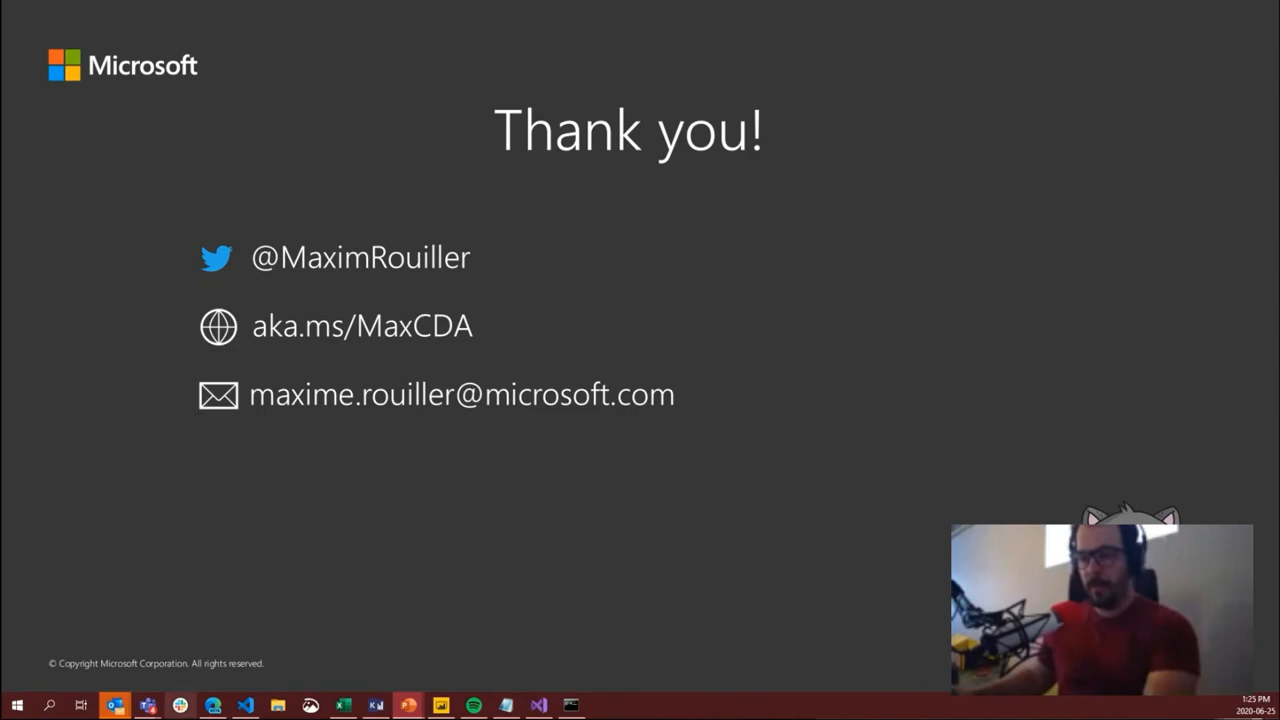 Microsoft
Thank you!
@MaximRouiller
aka.ms/MaxCDA
maxime.rouiller@microsoft.com
© Copyright Microsoft Corporation. All rights reserved.
1:25 PM
2020-06-25